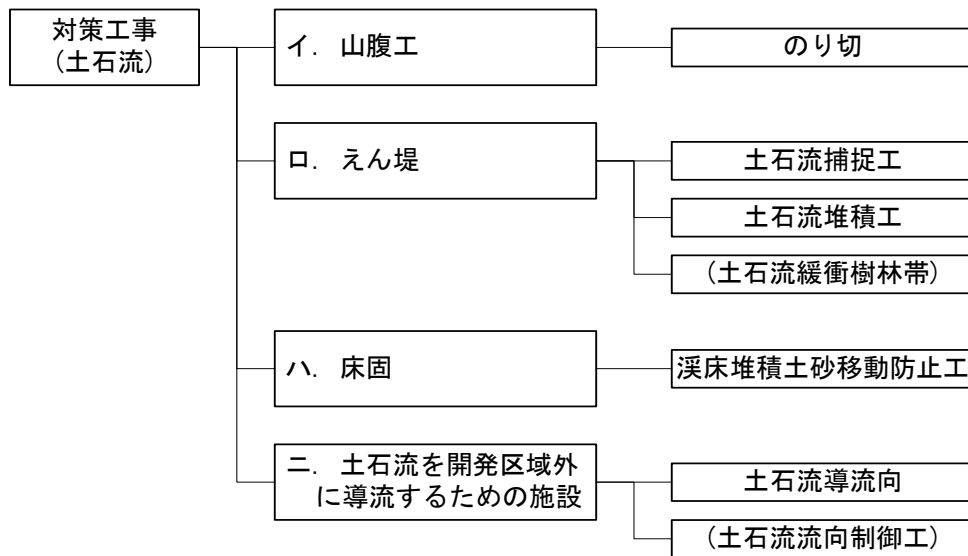 対策工事
(土石流)
イ. 山腹工
のり切
ロ. えん堤
土石流捕捉工
土石流堆積工
(土石流緩衝樹林帯)
ハ. 床固
渓床堆積土砂移動防止工
ニ. 土石流を開発区域外
に導流するための施設
土石流導流向
(土石流流向制御工)